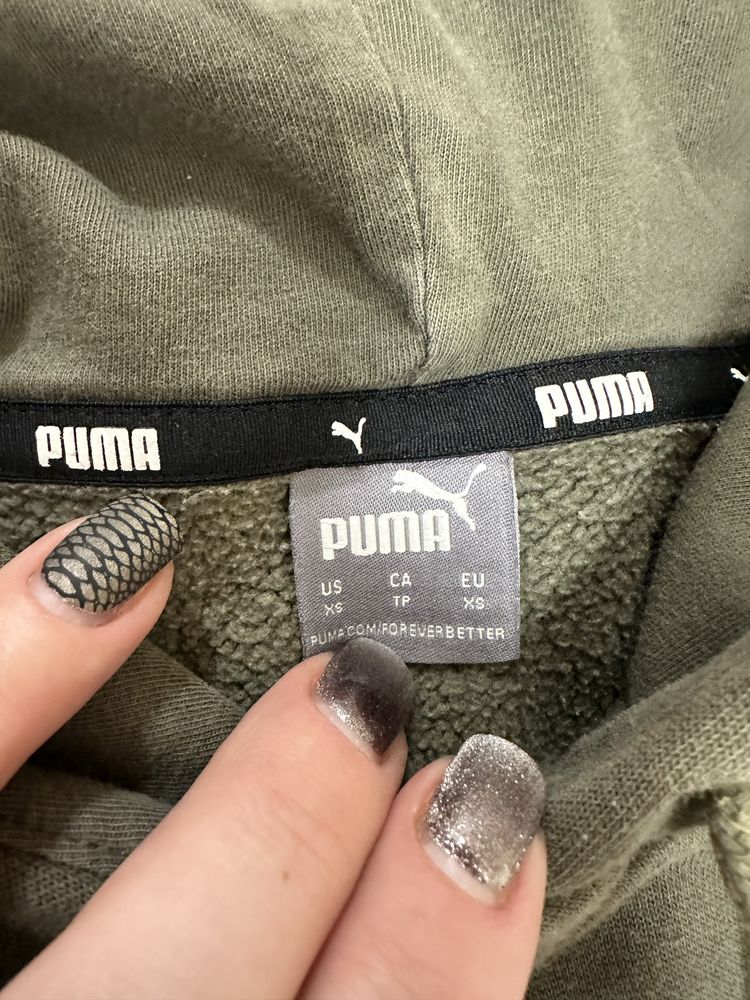 PUMA PUMA
PUMA
US CA EU
XS TP XS
PUMA.COM/FOREVERBETTER